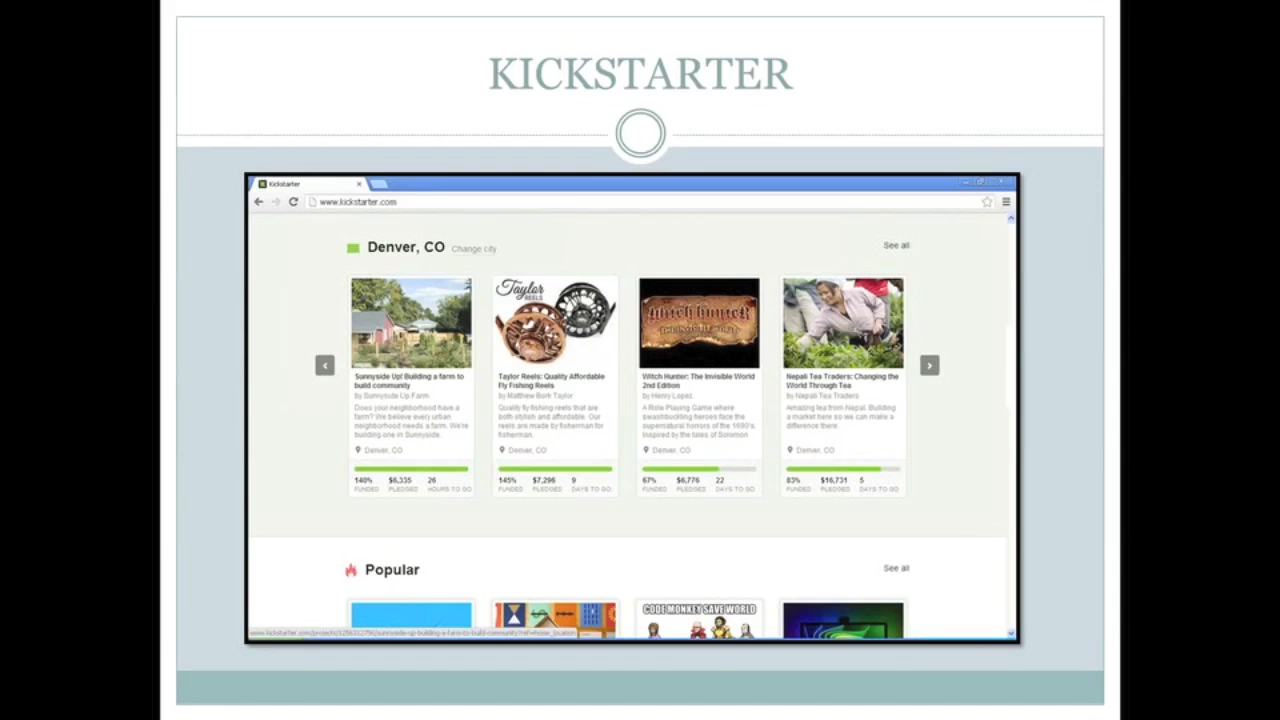 KICKSTARTER
Kickstarter
www.kickstarter.com
Denver, CO Change city
See all
Taylor
REELS
Witch Hunter
THE INVISIBLE WORLD
Sunnyside Up! Building a farm to
build community
by Sunnyside Up Farm
Does your neighborhood have a
farm? We believe every urban
neighborhood needs a farm. We're
building one in Sunnyside.
Denver, CO
140% $6,335 26
FUNDED PLEDGED HOURS TO GO
Taylor Reels: Quality Affordable
Fly Fishing Reels
by Matthew Bork Taylor
Quality fly fishing reels that are
both stylish and affordable. Our
reels are made by fisherman for
fisherman.
Denver, CO
145% $7,296 9
FUNDED PLEDGED DAYS TO GO
Witch Hunter: The Invisible World
2nd Edition
by Henry Lopez
A Role Playing Game where
swashbuckling heroes face the
supernatural horrors of the 1690's.
Inspired by the tales of Solomon
Denver, CO
67% $6,776 22
FUNDED PLEDGED DAYS TO GO
Nepali Tea Traders: Changing the
World Through Tea
by Nepali Tea Traders
Amazing tea from Nepal. Building
a market here so we can make a
difference there.
Denver, CO
83% $16,731 5
FUNDED PLEDGED DAYS TO GO
Popular
See all
CODE MONKEY SAVE WORLD